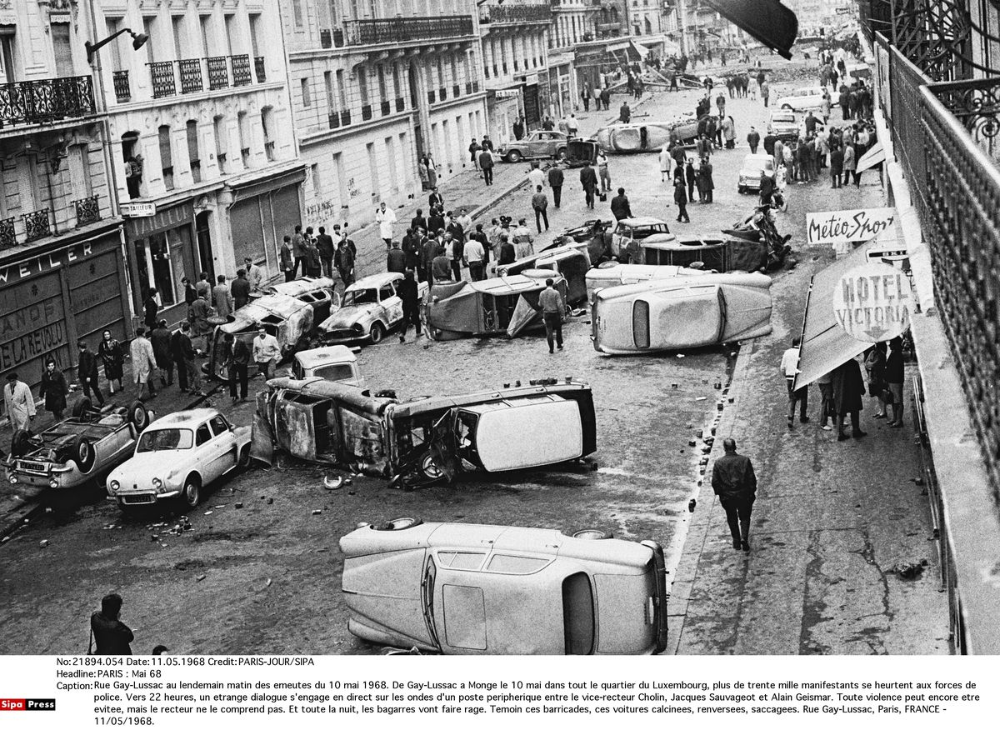 TAILLEUR
TAILLEUR
WEILER
DE LA REVOLU
Météo-Sport
SKI
HOTEL
VICTORIA
No:21894.054 Date:11.05.1968 Credit:PARIS-JOUR/SIPA
Headline:PARIS : Mai 68
Caption:Rue Gay-Lussac au lendemain matin des emeutes du 10 mai 1968. De Gay-Lussac a Monge le 10 mai dans tout le quartier du Luxembourg, plus de trente mille manifestants se heurtent aux forces de
police. Vers 22 heures, un etrange dialogue s'engage en direct sur les ondes d'un poste peripherique entre le vice-recteur Cholin, Jacques Sauvageot et Alain Geismar. Toute violence peut encore etre
evitee, mais le recteur ne le comprend pas. Et toute la nuit, les bagarres vont faire rage. Temoin ces barricades, ces voitures calcinees, renversees, saccagees. Rue Gay-Lussac, Paris, FRANCE -
11/05/1968.
Sipa Press